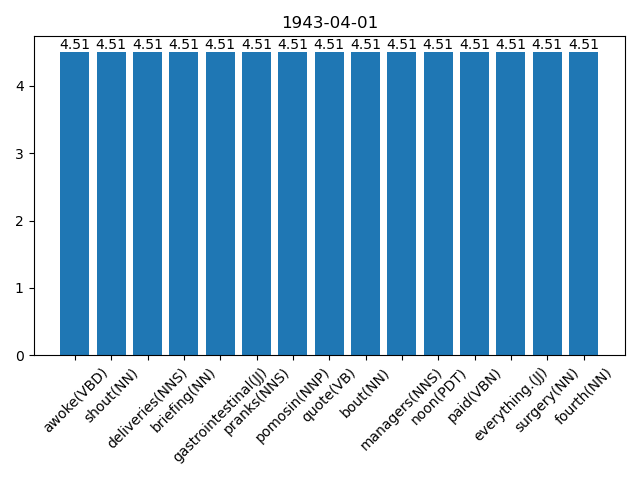 1943-04-01
4.51 4.51 4.51 4.51 4.51 4.51 4.51 4.51 4.51 4.51 4.51 4.51 4.51 4.51 4.51
4
3
2
1
0
awoke(VBD)
shout(NN)
deliveries(NNS)
briefing(NN)
gastrointestinal(JJ)
pranks(NNS)
pomosin(NNP)
quote(VB)
bout(NN)
managers(NNS)
noon(PDT)
paid(VBN)
everything.(JJ)
surgery(NN)
fourth(NN)